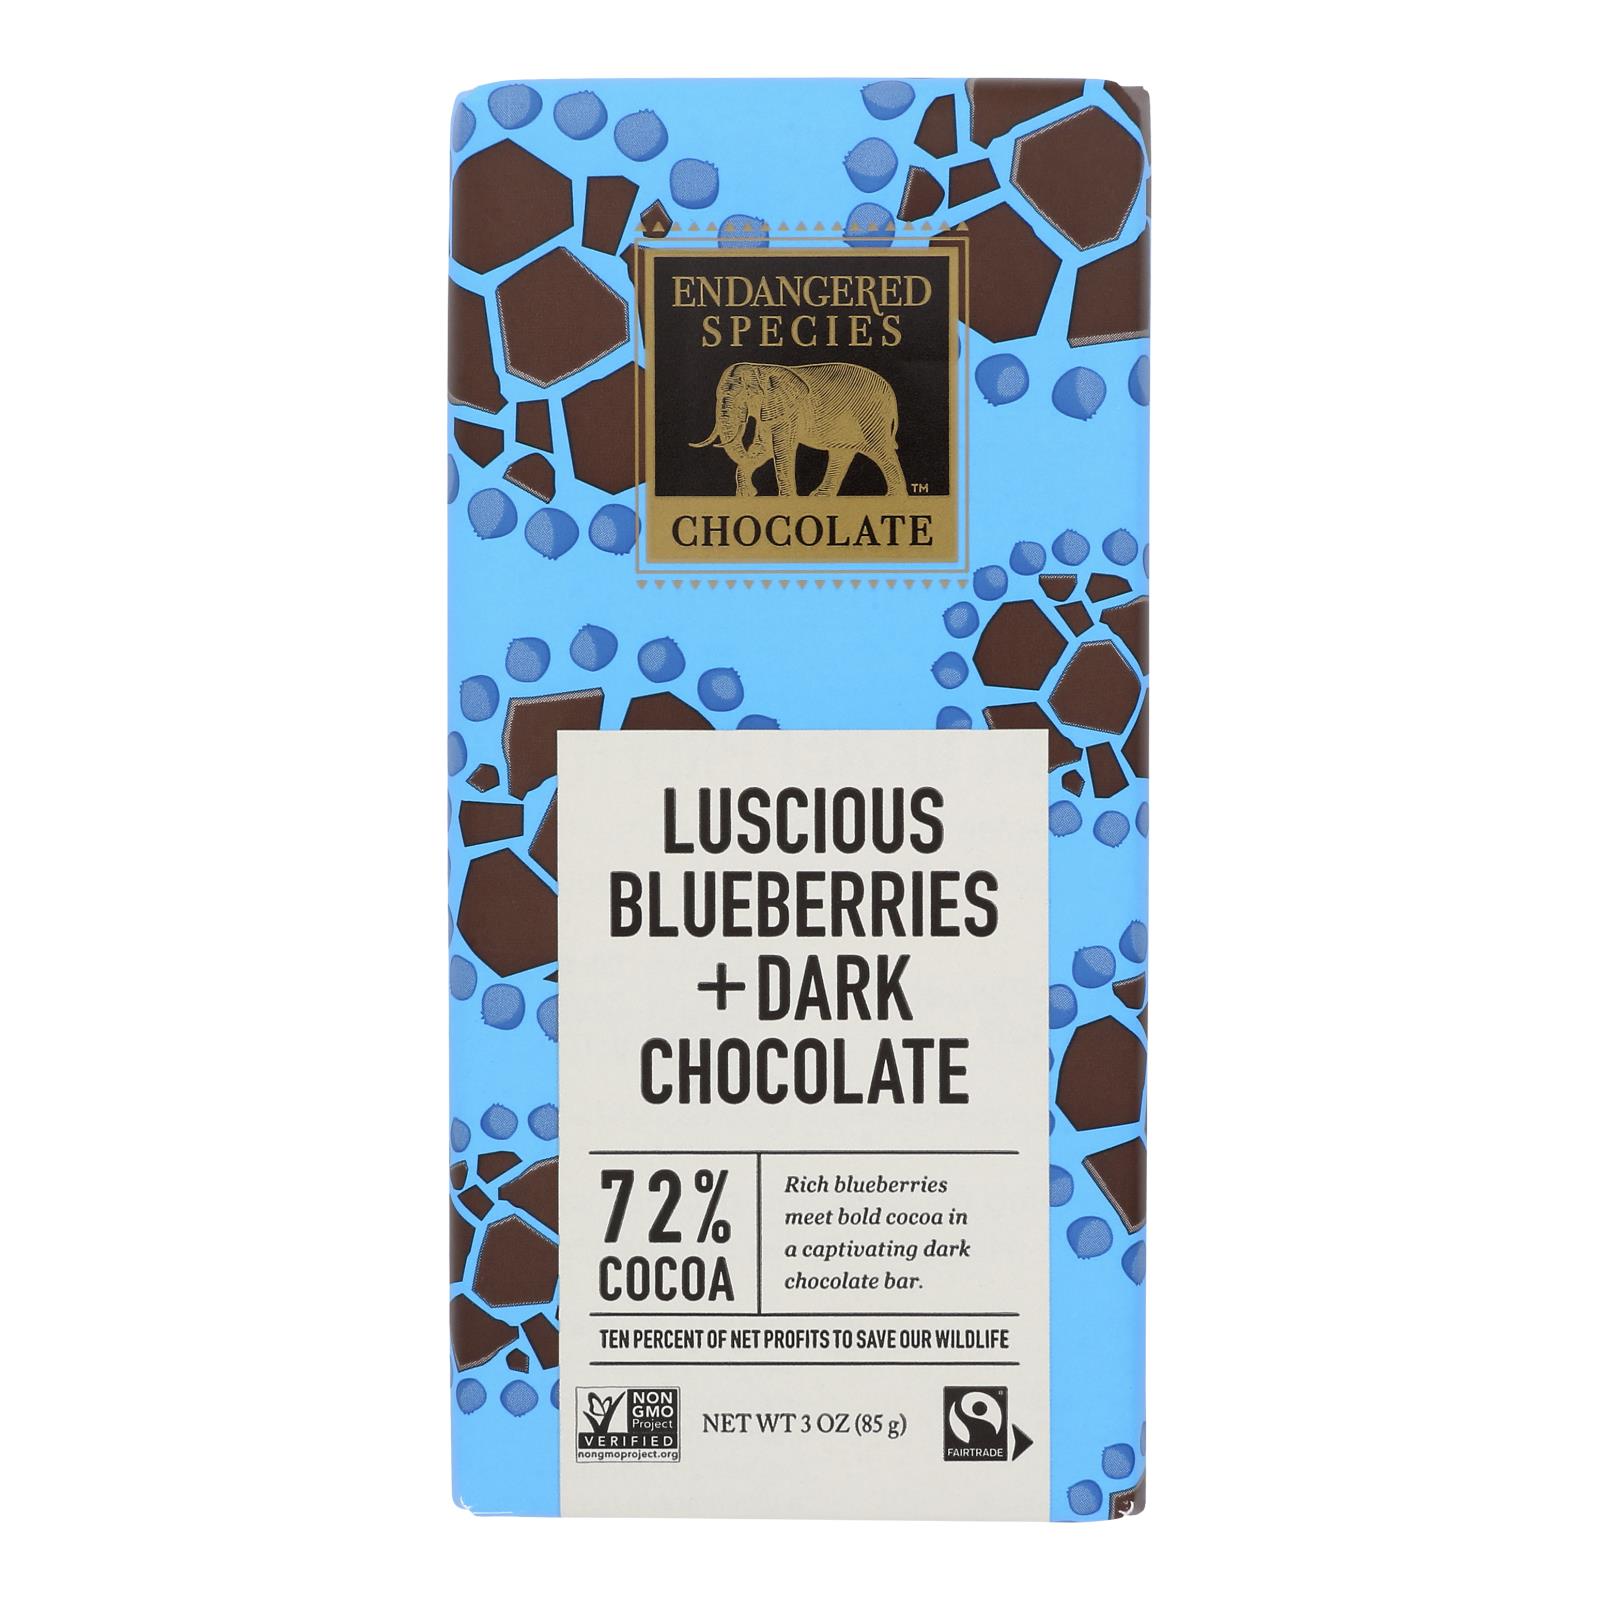 ENDANGERED
SPECIES
TM
CHOCOLATE
LUSCIOUS
BLUEBERRIES
+DARK
CHOCOLATE
72%
COCOA
Rich blueberries
meet bold cocoa in
a captivating dark
chocolate bar.
TEN PERCENT OF NET PROFITS TO SAVE OUR WILDLIFE
NON
GMO
Project
VERIFIED
nongmoproject.org
NET WT 3 OZ (85 g)
®
FAIRTRADE